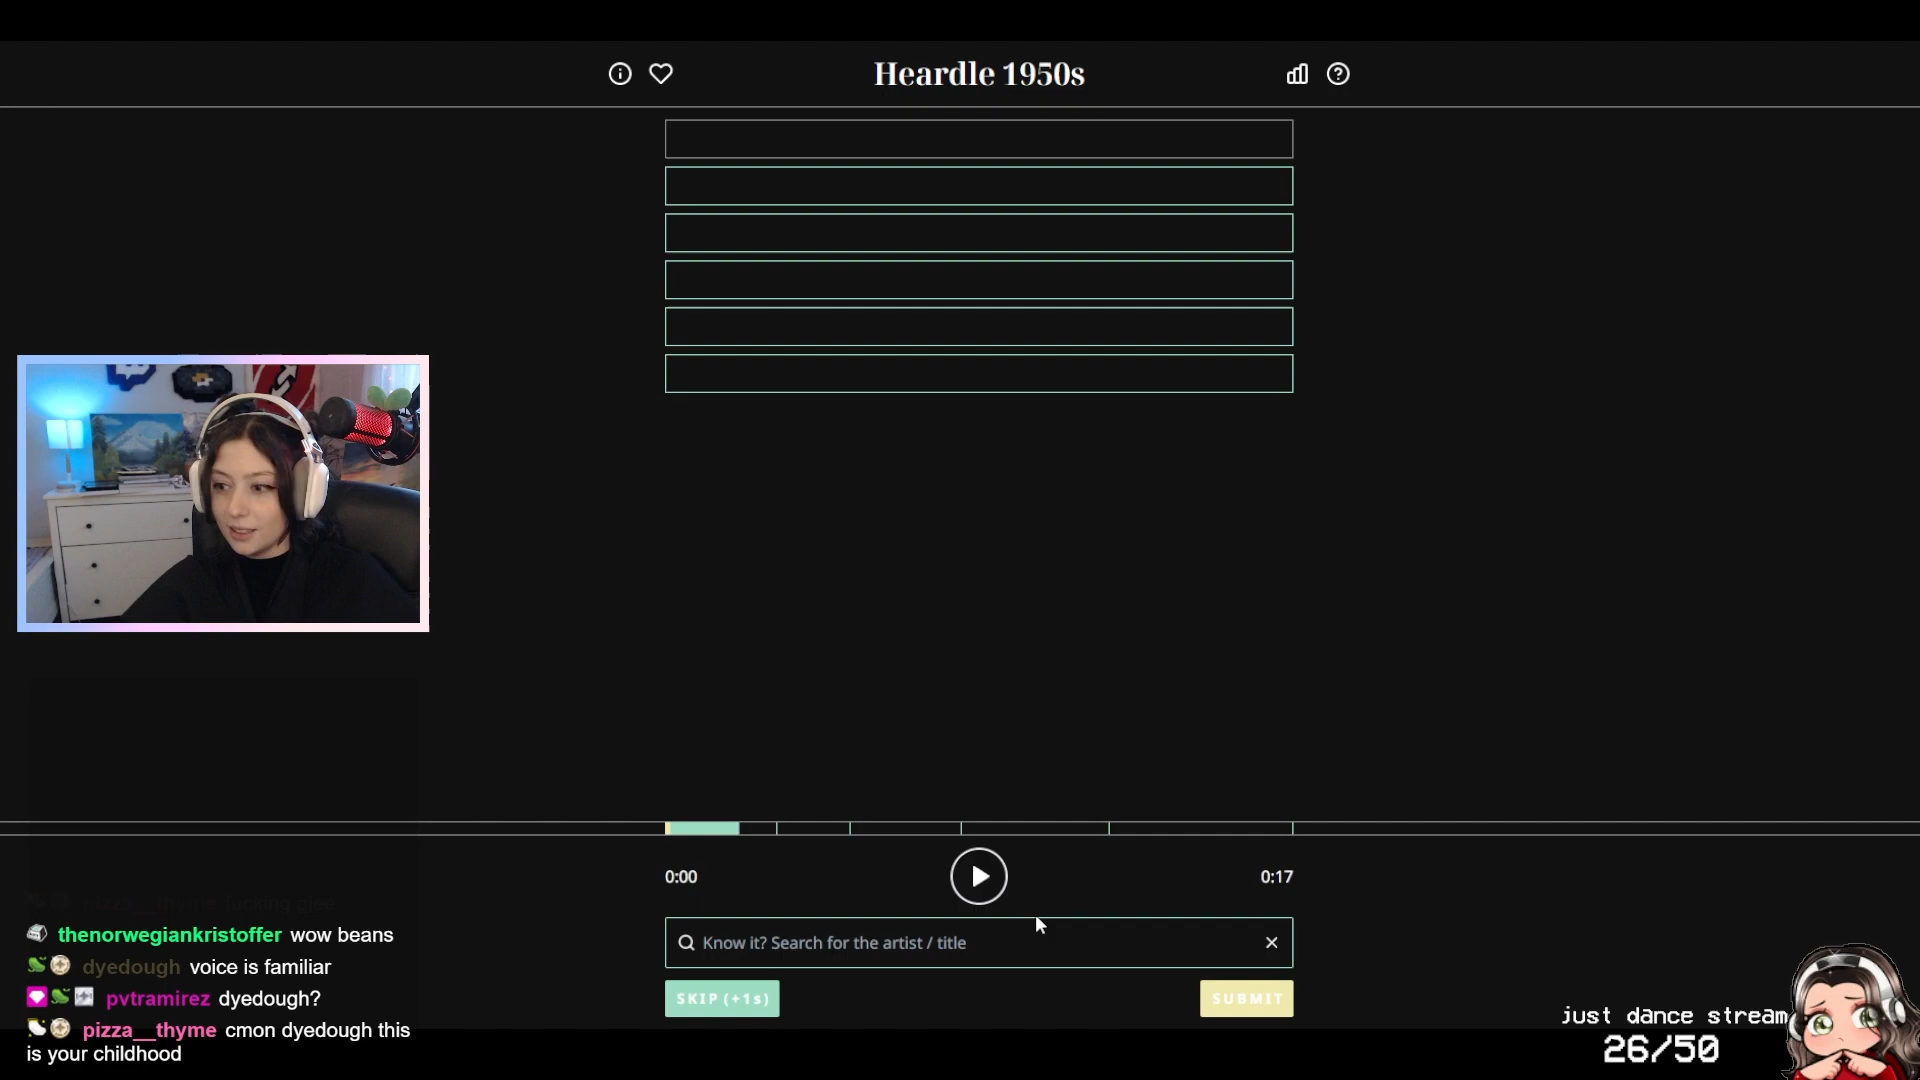 Heardle 1950s
0:00
0:17
Know it? Search for the artist / title
SKIP (+1s)
SUBMIT
thenorwegiankristoffer wow beans
dyedough voice is familiar
pvtramirez dyedough?
pizza__thyme cmon dyedough this
is your childhood
just dance stream
26/50